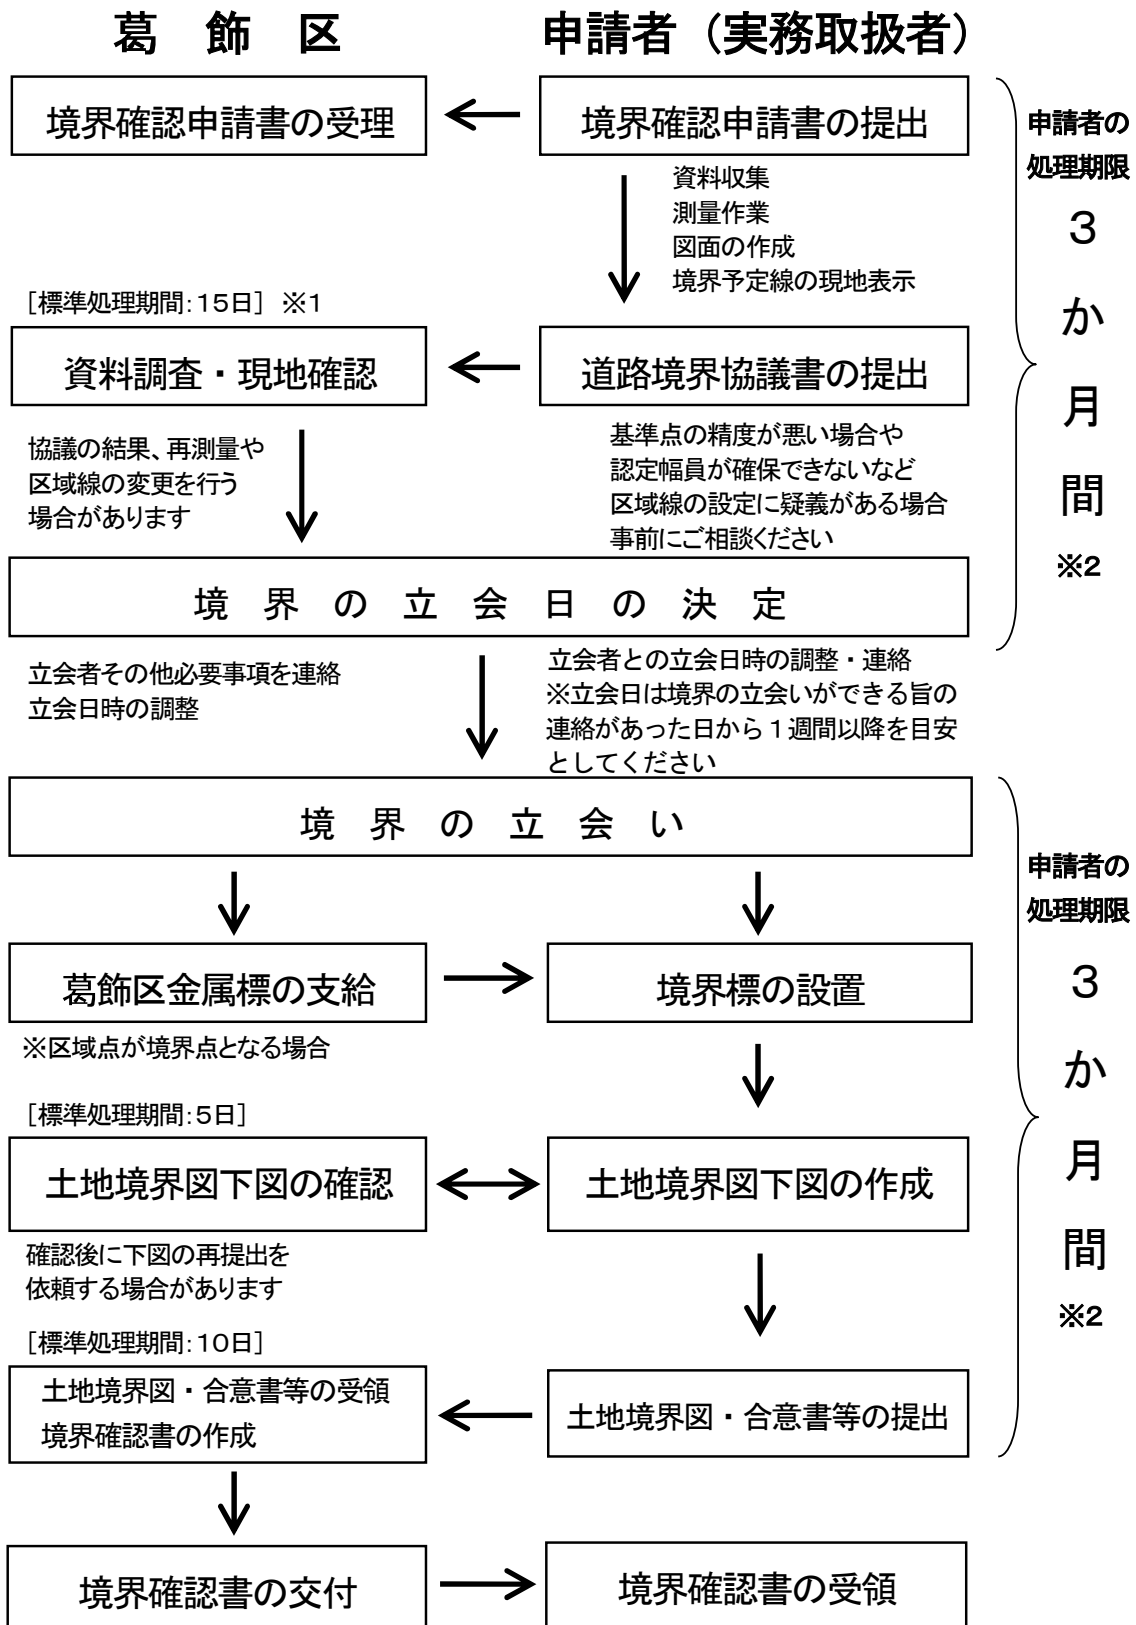 葛　飾　区
申請者（実務取扱者）
境界確認申請書の受理
境界確認申請書の提出
申請者の
処理期限
３
か
月
間
※2
資料収集
測量作業
図面の作成
境界予定線の現地表示
［標準処理期間：１５日］ ※1
資料調査・現地確認
道路境界協議書の提出
協議の結果、再測量や
区域線の変更を行う
場合があります
基準点の精度が悪い場合や
認定幅員が確保できないなど
区域線の設定に疑義がある場合
事前にご相談ください
境　界　の　立　会　日　の　決　定
立会者その他必要事項を連絡
立会日時の調整
立会者との立会日時の調整・連絡
※立会日は境界の立会いができる旨の
連絡があった日から１週間以降を目安
としてください
境　界　の　立　会　い
申請者の
処理期限
３
か
月
間
※2
葛飾区金属標の支給
境界標の設置
※区域点が境界点となる場合
［標準処理期間：５日］
土地境界図下図の確認
土地境界図下図の作成
確認後に下図の再提出を
依頼する場合があります
［標準処理期間：１０日］
土地境界図・合意書等の受領
境界確認書の作成
土地境界図・合意書等の提出
境界確認書の交付
境界確認書の受領